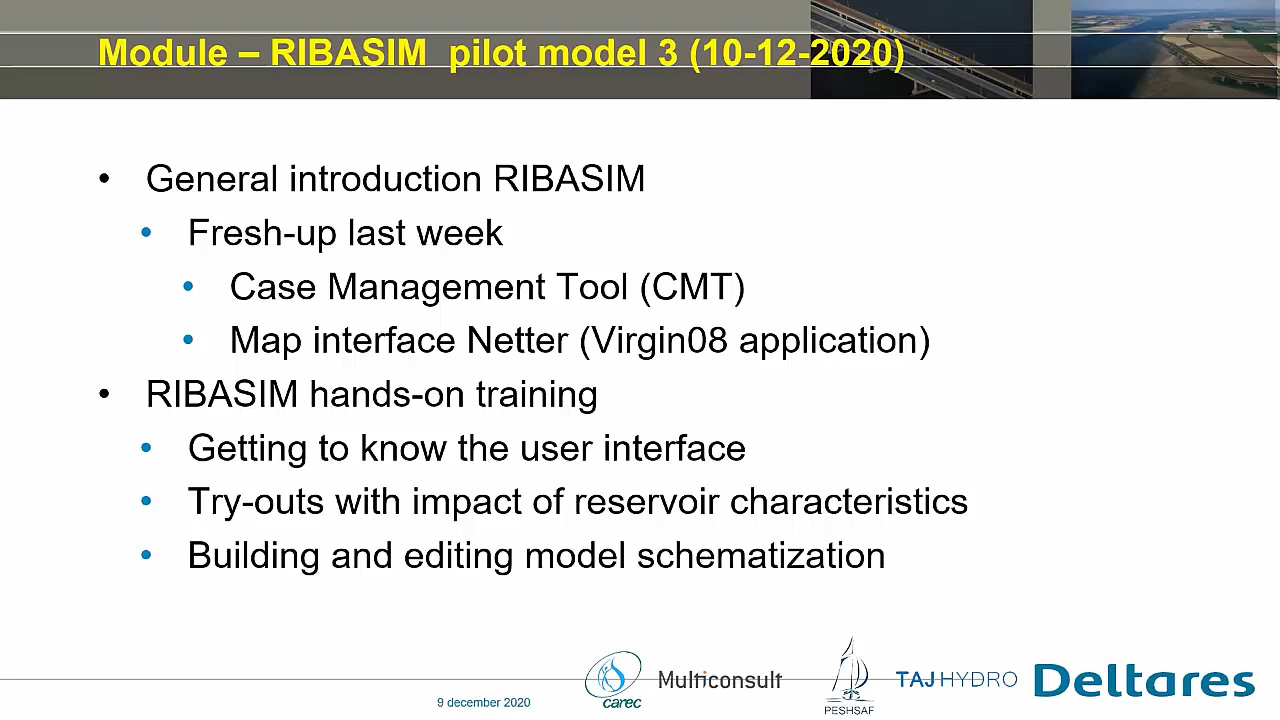 Module – RIBASIM pilot model 3 (10-12-2020)
• General introduction RIBASIM
• Fresh-up last week
• Case Management Tool (CMT)
• Map interface Netter (Virgin08 application)
• RIBASIM hands-on training
• Getting to know the user interface
• Try-outs with impact of reservoir characteristics
• Building and editing model schematization
9 december 2020
carec
Multiconsult
PESHSAF
TAJHYDRO
Deltares